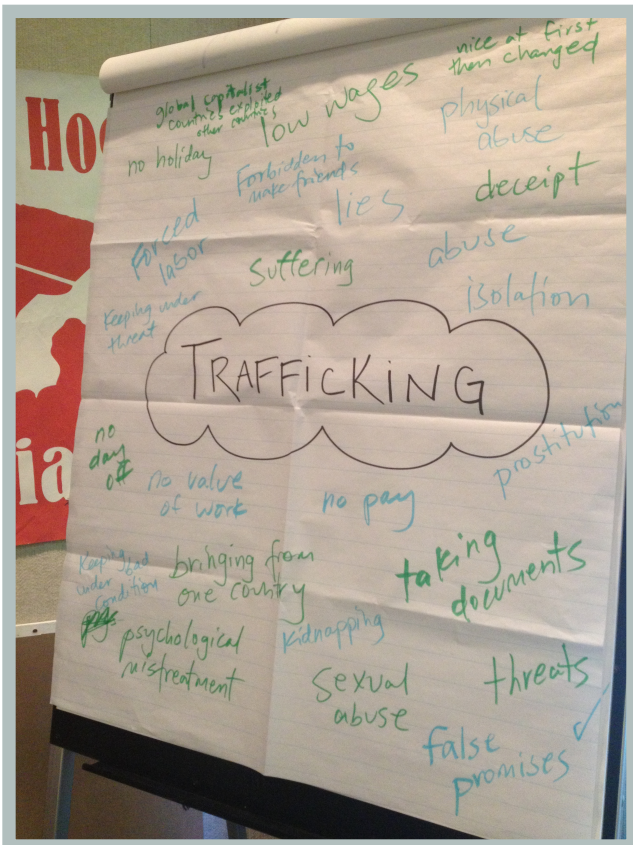 Ho
ia
nice at first
then changed
global capitalist
countries exploited
other countries
low wages
physical
abuse
no holiday
Forbidden to
make friends
lies
deceipt
Forced
labor
suffering
abuse
isolation
Keeping under
threat
TRAFFICKING
no
day
off
no value
of work
no pay
prostitution
Keeping
under bad
condition
bringing from
one country
taking
documents
psychological
mistreatment
Kidnapping
sexual
abuse
threats
false
promises